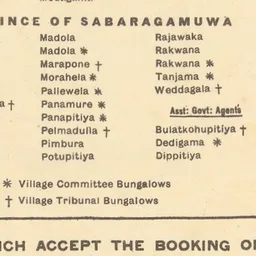 INCE OF SABARAGAMUWA
Madola
Madola ✳
Marapone †
Morahela ✳
Pallewela ✳
Panamure ✳
Panapitiya ✳
Pelmadulla †
Pimbura
Potupitiya
Rajawaka
Rakwana
Rakwana ✳
Tanjama ✳
Weddagala †
Asst: Govt: Agents
Bulatkohupitiya †
Dedigama ✳
Dippitiya
a †
✳ Village Committee Bungalows
† Village Tribunal Bungalows
ICH ACCEPT THE BOOKING O